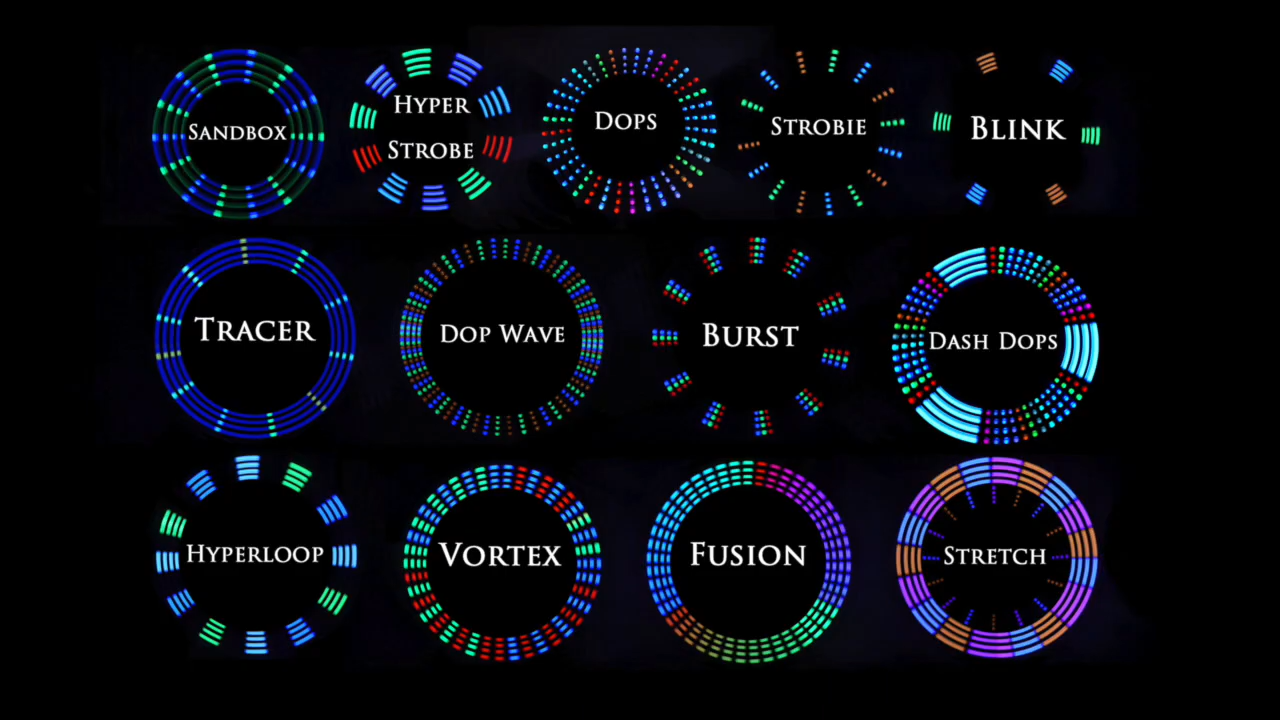 Sandbox
Hyper
Strobe
Dops
Strobie
Blink
Tracer
Dop Wave
Burst
Dash Dops
Hyperloop
Vortex
Fusion
Stretch